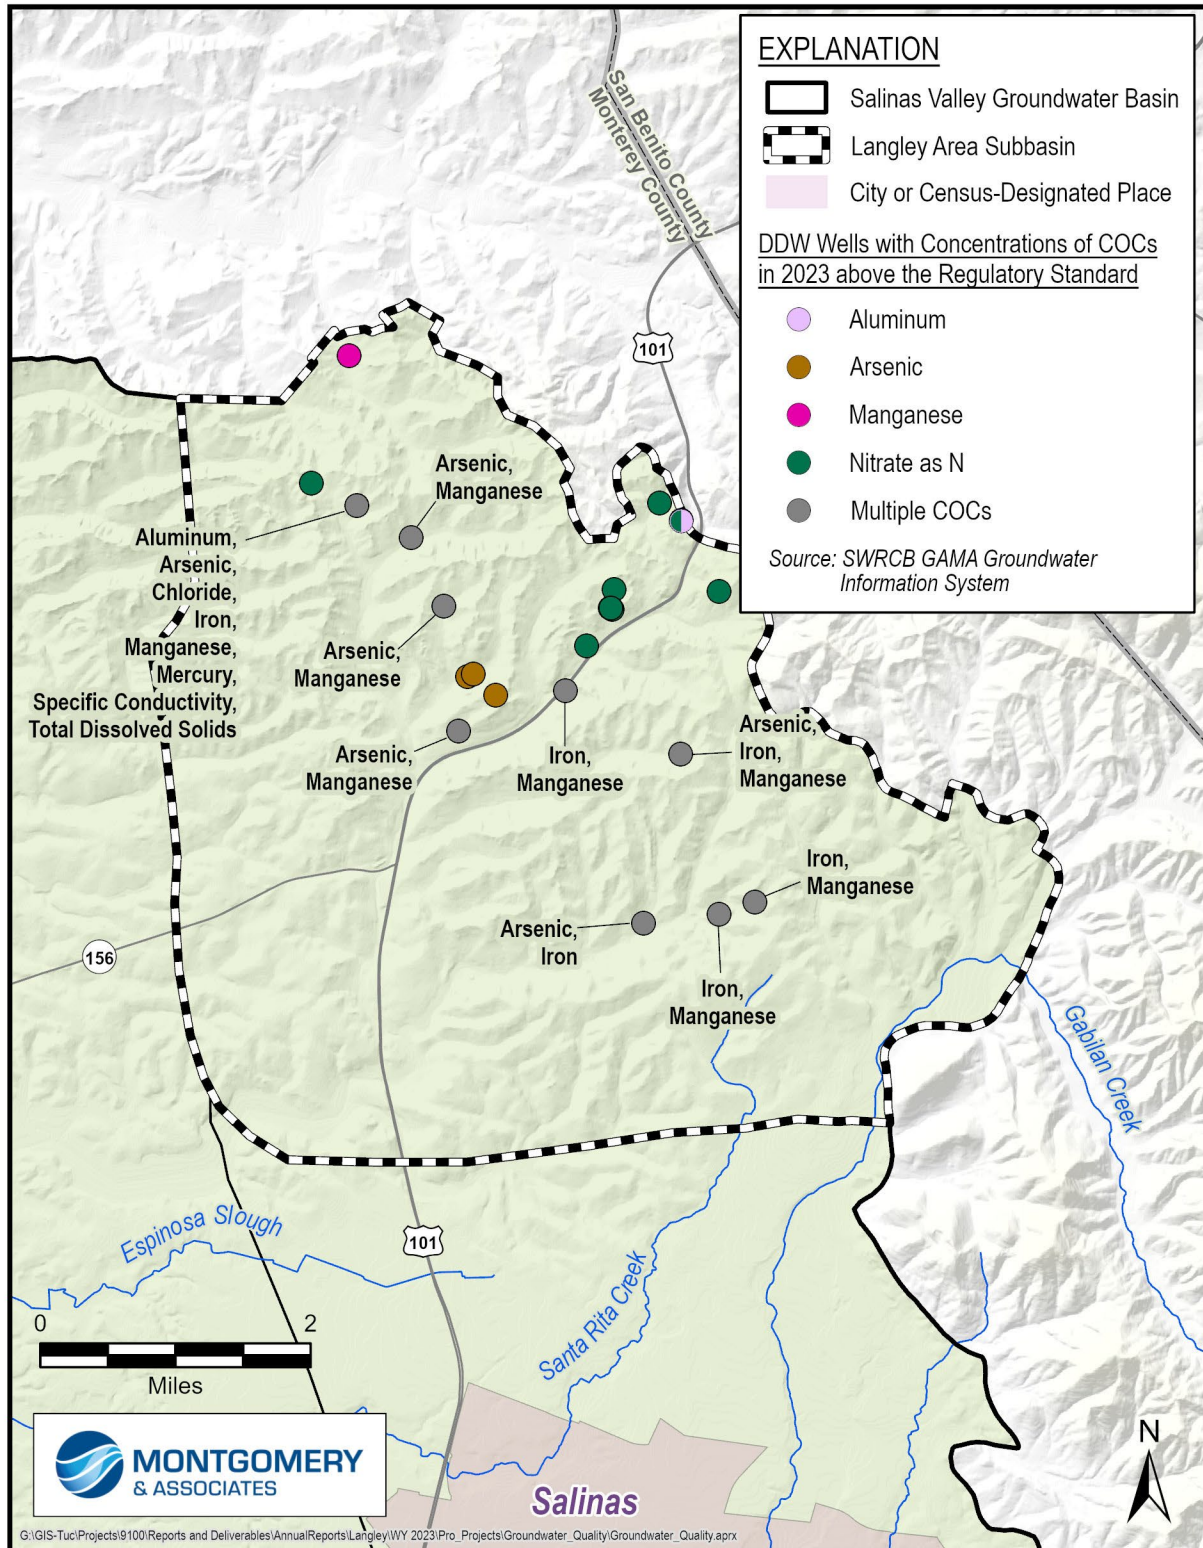 EXPLANATION
Salinas Valley Groundwater Basin
Langley Area Subbasin
City or Census-Designated Place
DDW Wells with Concentrations of COCs
in 2023 above the Regulatory Standard
Aluminum
Arsenic
Manganese
Nitrate as N
Multiple COCs
Source: SWRCB GAMA Groundwater
Information System
San Benito County
Monterey County
101
Arsenic,
Manganese
Aluminum,
Arsenic,
Chloride,
Iron,
Manganese,
Mercury,
Specific Conductivity,
Total Dissolved Solids
Arsenic,
Manganese
Arsenic,
Manganese
Iron,
Manganese
Arsenic,
Iron,
Manganese
Iron,
Manganese
Arsenic,
Iron
Iron,
Manganese
156
Gabilan Creek
Espinosa Slough
101
Santa Rita Creek
0 2
Miles
MONTGOMERY
& ASSOCIATES
Salinas
N
G:\GIS-Tuc\Projects\9100\Reports and Deliverables\AnnualReports\Langley\WY 2023\Pro_Projects\Groundwater_Quality\Groundwater_Quality.aprx